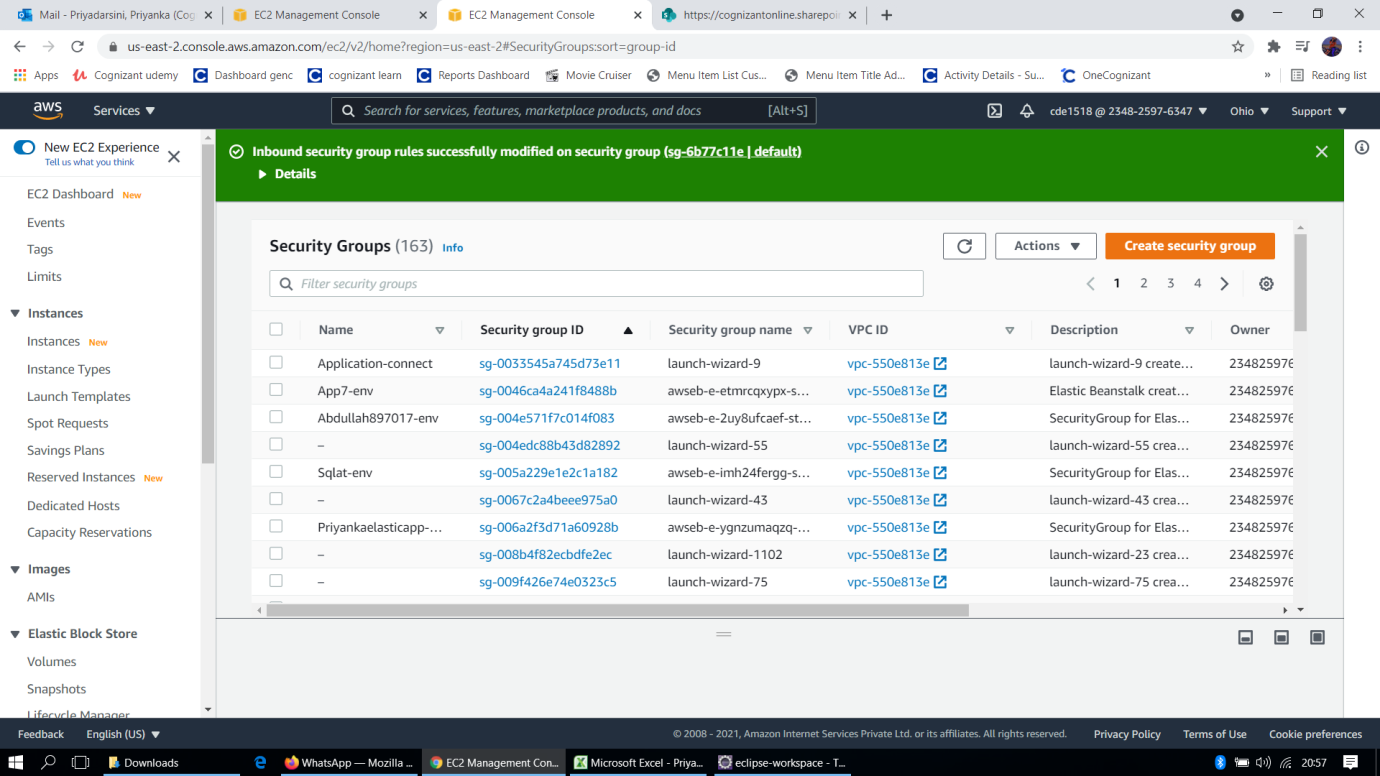 Mail - Priyadarsini, Priyanka (Cog
EC2 Management Console
EC2 Management Console
https://cognizantonline.sharepoi
us-east-2.console.aws.amazon.com/ec2/v2/home?region=us-east-2#SecurityGroups:sort=group-id
Apps Cognizant udemy Dashboard genc cognizant learn Reports Dashboard Movie Cruiser Menu Item List Cus... Menu Item Title Ad... Activity Details - Su... OneCognizant » Reading list
aws Services Search for services, features, marketplace products, and docs [Alt+S] cde1518 @ 2348-2597-6347 Ohio Support
New EC2 Experience
Tell us what you think
EC2 Dashboard New
Events
Tags
Limits
Instances
Instances New
Instance Types
Launch Templates
Spot Requests
Savings Plans
Reserved Instances New
Dedicated Hosts
Capacity Reservations
Images
AMIs
Elastic Block Store
Volumes
Snapshots
Lifecycle Manager
Inbound security group rules successfully modified on security group (sg-6b77c11e | default)
Details
Security Groups (163) Info Actions Create security group
Filter security groups 1 2 3 4
Name Security group ID Security group name VPC ID Description Owner
Application-connect sg-0033545a745d73e11 launch-wizard-9 vpc-550e813e launch-wizard-9 create... 234825976
App7-env sg-0046ca4a241f8488b awseb-e-etmrcqxypx-s... vpc-550e813e Elastic Beanstalk creat... 234825976
Abdullah897017-env sg-004e571f7c014f083 awseb-e-2uy8ufcaef-st... vpc-550e813e SecurityGroup for Elas... 234825976
– sg-004edc88b43d82892 launch-wizard-55 vpc-550e813e launch-wizard-55 crea... 234825976
Sqlat-env sg-005a229e1e2c1a182 awseb-e-imh24fergg-s... vpc-550e813e SecurityGroup for Elas... 234825976
– sg-0067c2a4beee975a0 launch-wizard-43 vpc-550e813e launch-wizard-43 crea... 234825976
Priyankaelasticapp-... sg-006a2f3d71a60928b awseb-e-ygnzumaqzq-... vpc-550e813e SecurityGroup for Elas... 234825976
– sg-008b4f82ecbdfe2ec launch-wizard-1102 vpc-550e813e launch-wizard-23 crea... 234825976
– sg-009f426e74e0323c5 launch-wizard-75 vpc-550e813e launch-wizard-75 crea... 234825976
Feedback English (US) © 2008 - 2021, Amazon Internet Services Private Ltd. or its affiliates. All rights reserved. Privacy Policy Terms of Use Cookie preferences
Downloads WhatsApp — Mozilla ... EC2 Management Con... Microsoft Excel - Priya... eclipse-workspace - T... 20:57